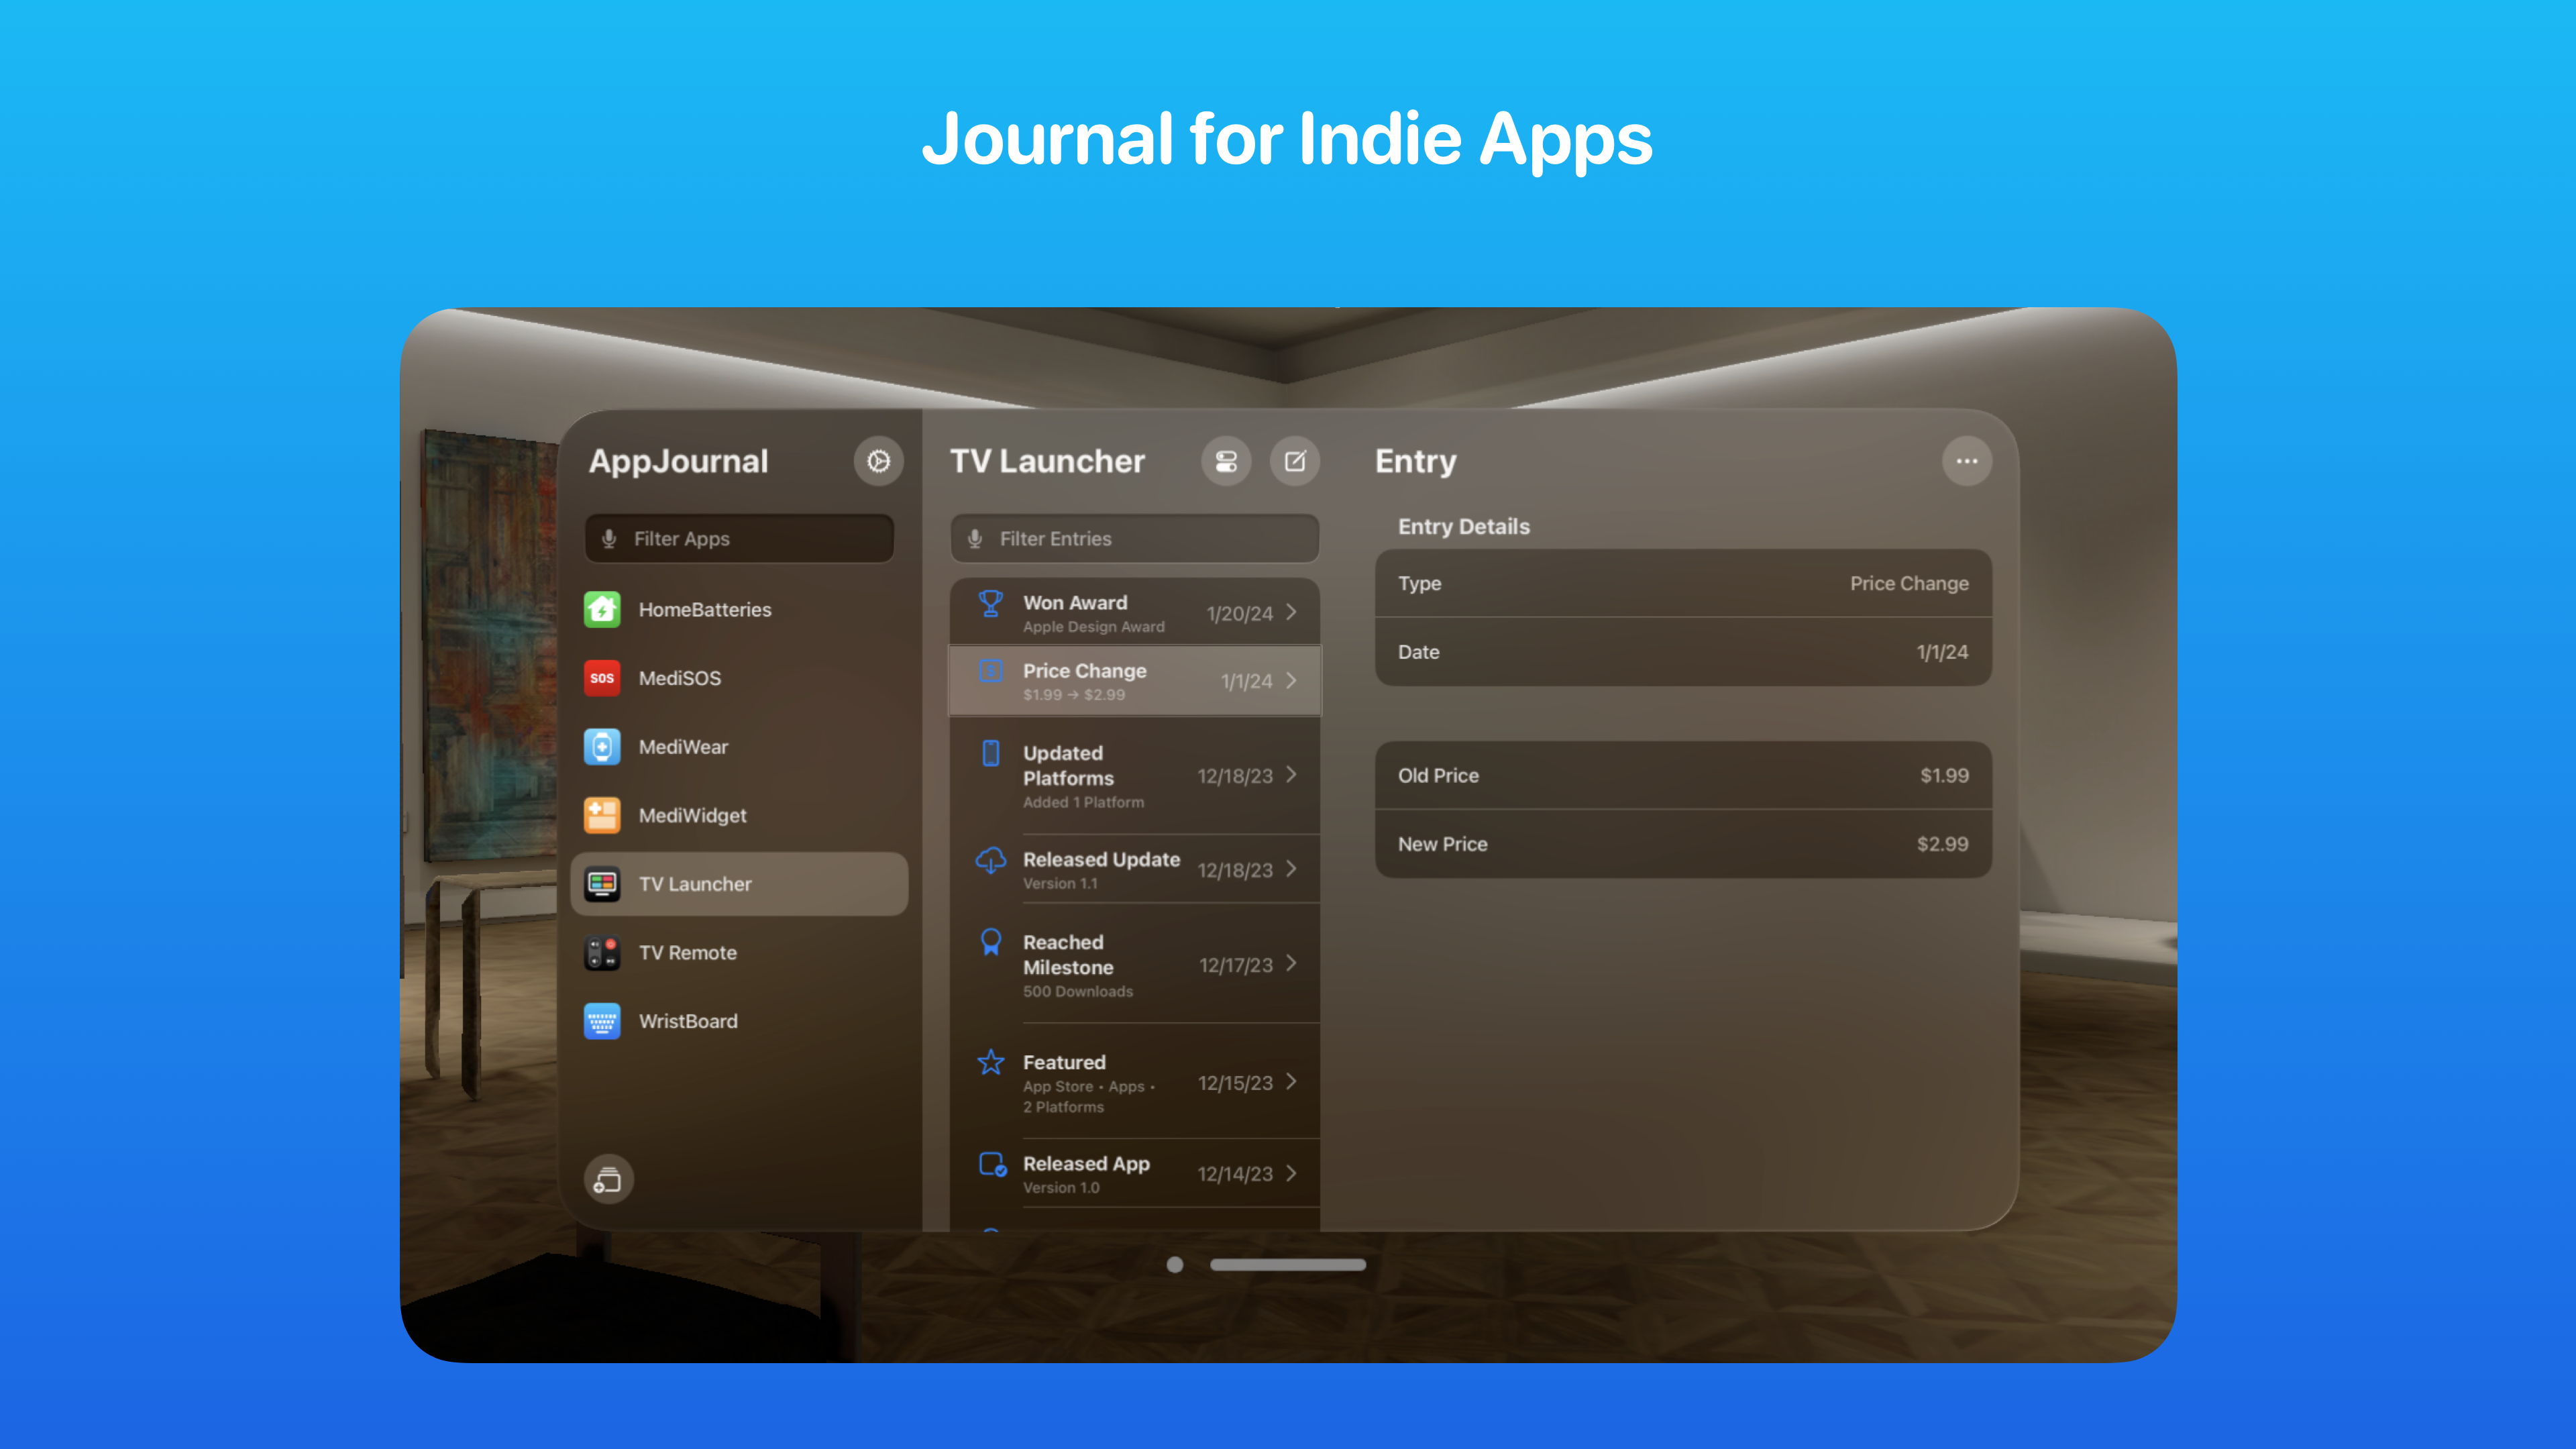 Journal for Indie Apps
AppJournal
Filter Apps
HomeBatteries
SOS
MediSOS
MediWear
MediWidget
TV Launcher
TV Remote
WristBoard
TV Launcher
Filter Entries
Won Award
Apple Design Award
1/20/24
Price Change
$1.99 → $2.99
1/1/24
Updated
Platforms
Added 1 Platform
12/18/23
Released Update
Version 1.1
12/18/23
Reached
Milestone
500 Downloads
12/17/23
Featured
App Store • Apps •
2 Platforms
12/15/23
Released App
Version 1.0
12/14/23
Entry
Entry Details
Type Price Change
Date 1/1/24
Old Price $1.99
New Price $2.99